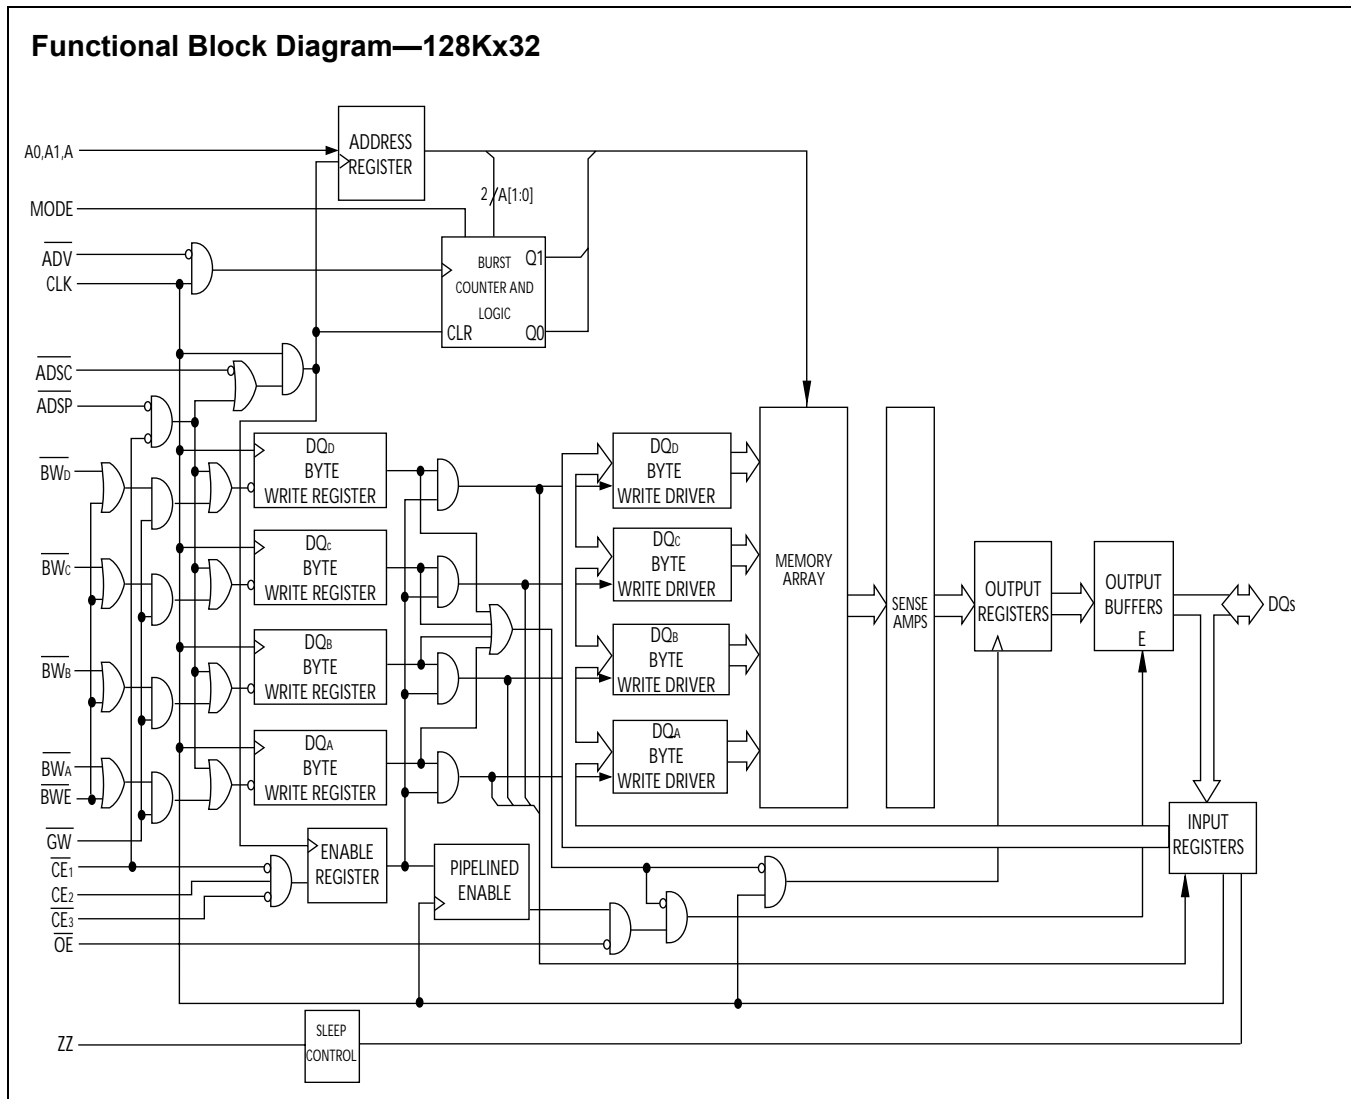 Functional Block Diagram—128Kx32
ADDRESS
REGISTER
A0,A1,A
2 A[1:0]
MODE
ADV
CLK
BURST
COUNTER AND
LOGIC
Q1
CLR
Q0
ADSC
ADSP
BWD
BWC
BWB
BWA
BWE
GW
CE1
CE2
CE3
OE
ZZ
DQD
BYTE
WRITE REGISTER
DQc
BYTE
WRITE REGISTER
DQB
BYTE
WRITE REGISTER
DQA
BYTE
WRITE REGISTER
ENABLE
REGISTER
PIPELINED
ENABLE
SLEEP
CONTROL
DQD
BYTE
WRITE DRIVER
DQC
BYTE
WRITE DRIVER
DQB
BYTE
WRITE DRIVER
DQA
BYTE
WRITE DRIVER
MEMORY
ARRAY
SENSE
AMPS
OUTPUT
REGISTERS
OUTPUT
BUFFERS
E
DQs
INPUT
REGISTERS